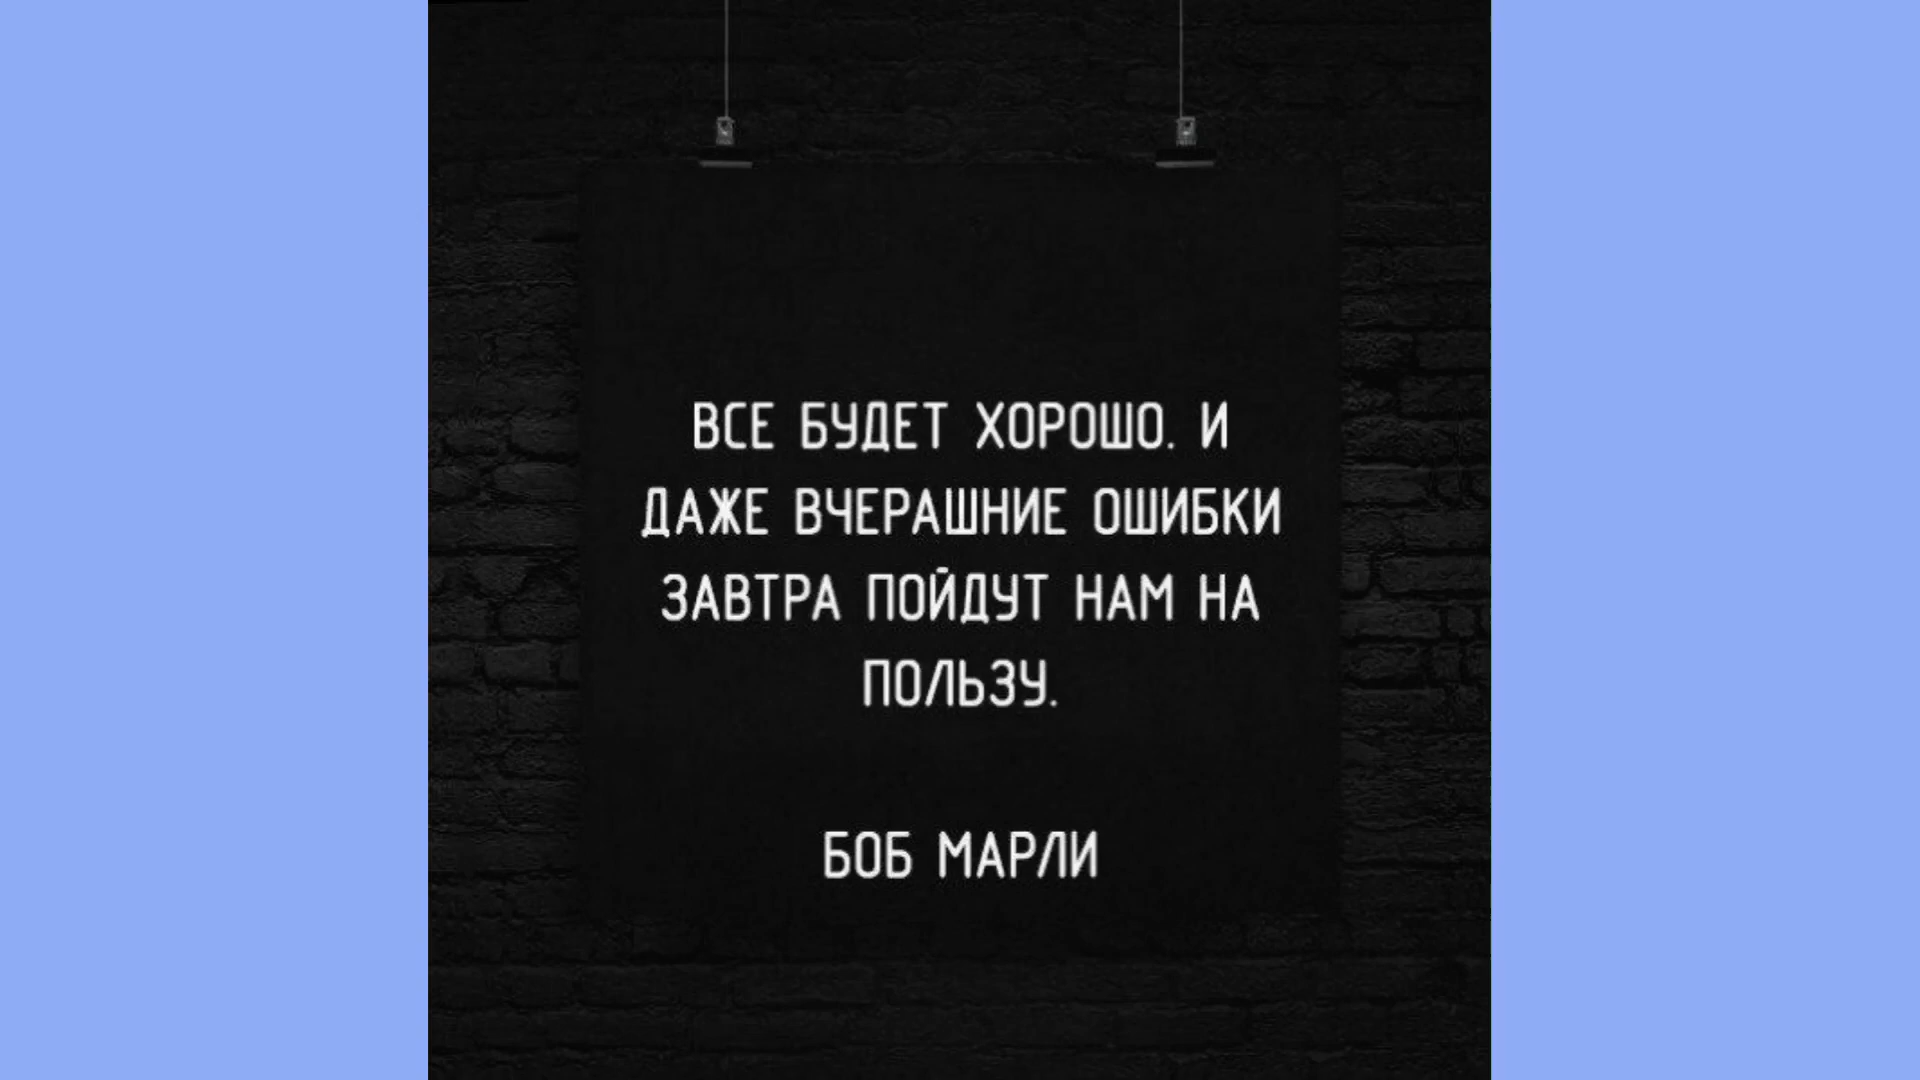 ВСЕ БУДЕТ ХОРОШО. И
ДАЖЕ ВЧЕРАШНИЕ ОШИБКИ
ЗАВТРА ПОЙДУТ НАМ НА
ПОЛЬЗУ.
БОБ МАРЛИ